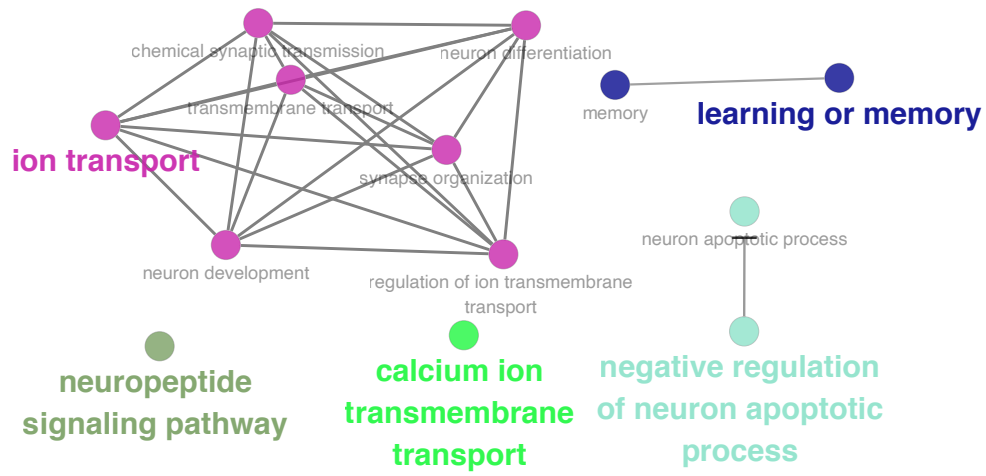 chemical synaptic transmission
neuron differentiation
transmembrane transport
memory
learning or memory
ion transport
synapse organization
neuron apoptotic process
neuron development
regulation of ion transmembrane
transport
neuropeptide
signaling pathway
calcium ion
transmembrane
transport
negative regulation
of neuron apoptotic
process